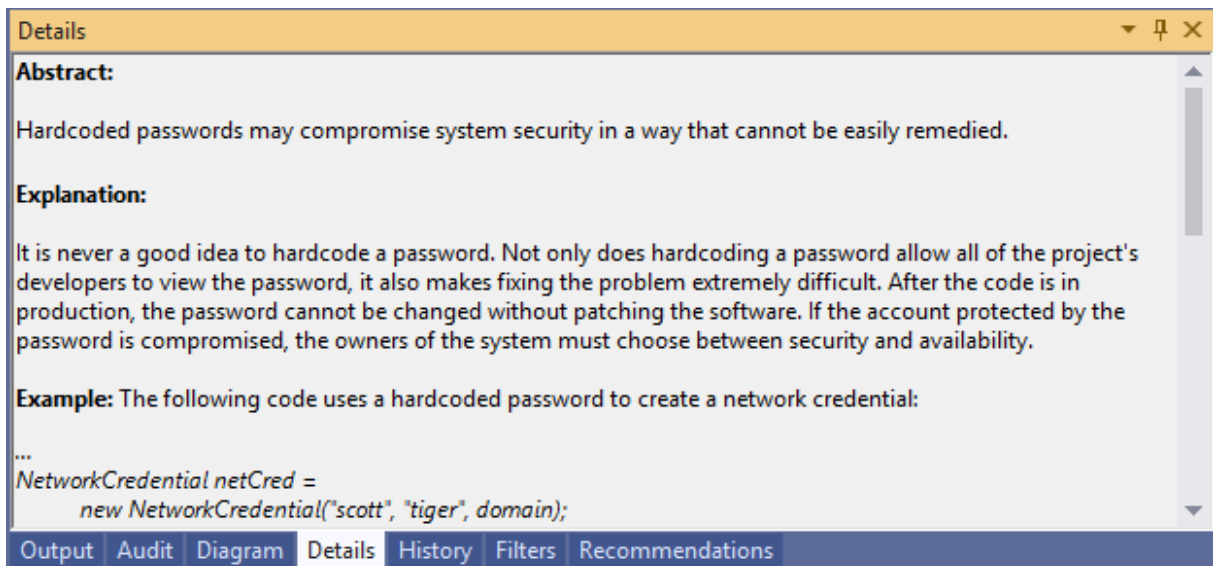 Details
Abstract:
Hardcoded passwords may compromise system security in a way that cannot be easily remedied.
Explanation:
It is never a good idea to hardcode a password. Not only does hardcoding a password allow all of the project's
developers to view the password, it also makes fixing the problem extremely difficult. After the code is in
production, the password cannot be changed without patching the software. If the account protected by the
password is compromised, the owners of the system must choose between security and availability.
Example: The following code uses a hardcoded password to create a network credential:
...
NetworkCredential netCred =
new NetworkCredential("scott", "tiger", domain);
Output Audit Diagram Details History Filters Recommendations